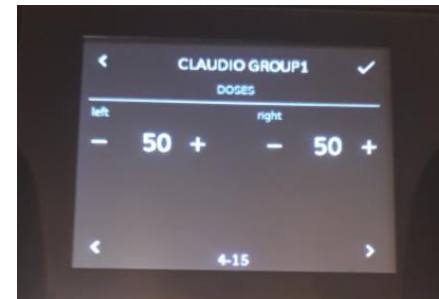 CLAUDIO GROUP1
DOSES
left right
− 50 + − 50 +
4-15